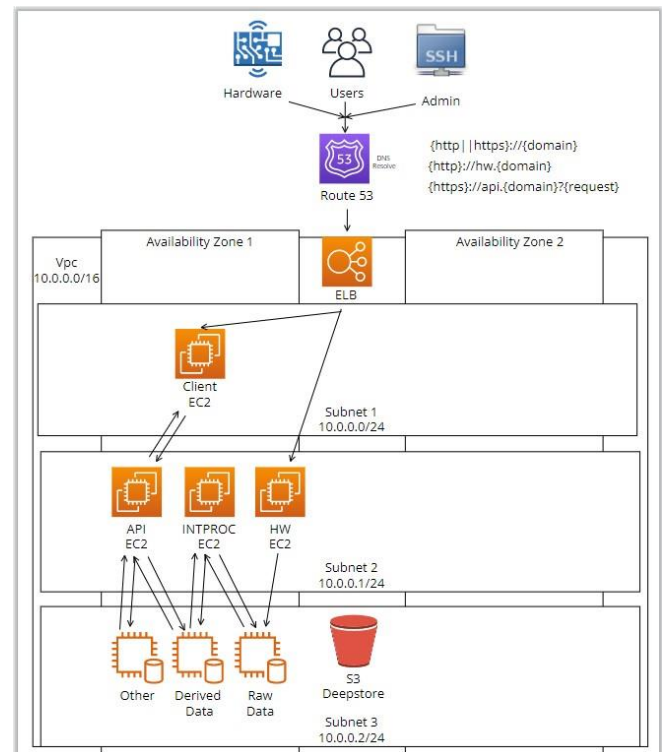 SSH
Hardware
Users
Admin
53
DNS
Resolve
Route 53
{http||https}://{domain}
{http}://hw.{domain}
{https}://api.{domain}?{request}
Vpc
10.0.0.0/16
Availability Zone 1
Availability Zone 2
ELB
Client
EC2
Subnet 1
10.0.0.0/24
API
EC2
INTPROC
EC2
HW
EC2
Subnet 2
10.0.0.1/24
Other
Derived
Data
Raw
Data
S3
Deepstore
Subnet 3
10.0.0.2/24